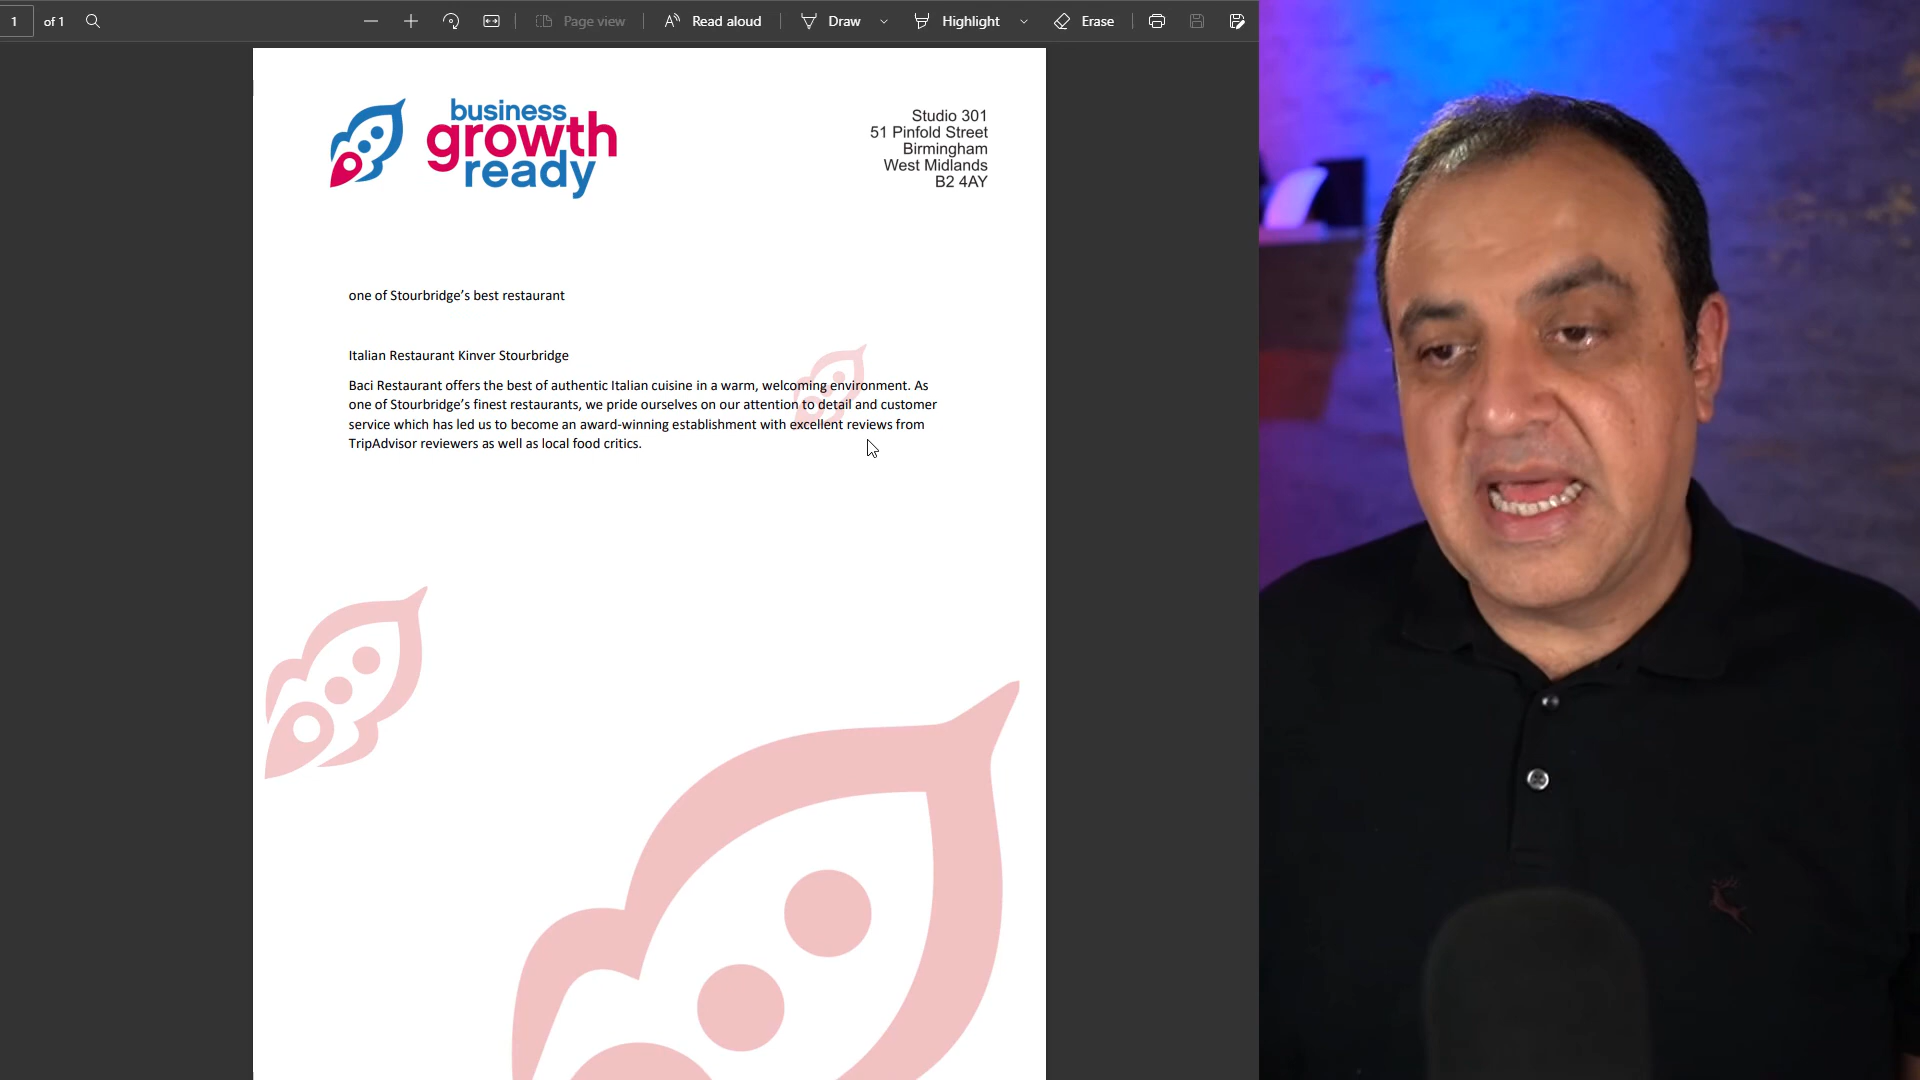 1 of 1 Page view Read aloud Draw Highlight Erase
business
growth
ready
Studio 301
51 Pinfold Street
Birmingham
West Midlands
B2 4AY
one of Stourbridge’s best restaurant
Italian Restaurant Kinver Stourbridge
Baci Restaurant offers the best of authentic Italian cuisine in a warm, welcoming environment. As
one of Stourbridge’s finest restaurants, we pride ourselves on our attention to detail and customer
service which has led us to become an award-winning establishment with excellent reviews from
TripAdvisor reviewers as well as local food critics.